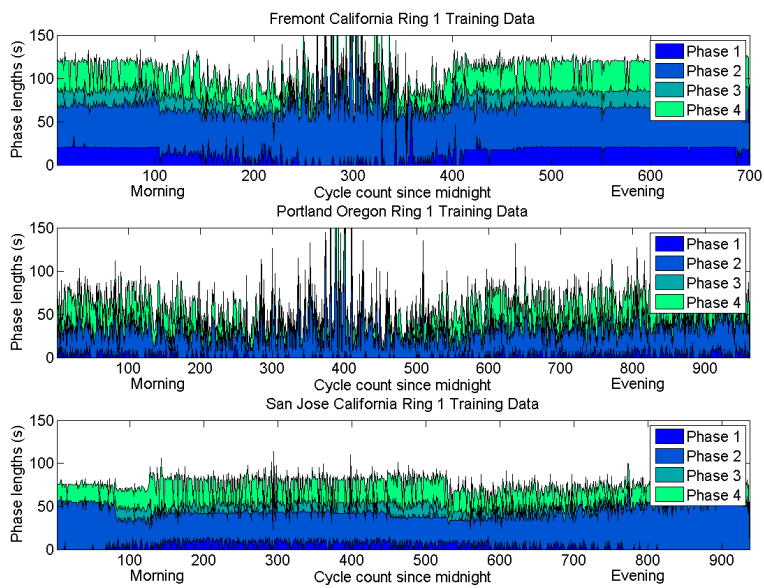 Fremont California Ring 1 Training Data
150
100
50
0
Phase lengths (s)
Phase 1
Phase 2
Phase 3
Phase 4
100 200 300 400 500 600 700
Morning Cycle count since midnight Evening
Portland Oregon Ring 1 Training Data
150
100
50
0
Phase lengths (s)
Phase 1
Phase 2
Phase 3
Phase 4
100 200 300 400 500 600 700 800 900
Morning Cycle count since midnight Evening
San Jose California Ring 1 Training Data
150
100
50
0
Phase lengths (s)
Phase 1
Phase 2
Phase 3
Phase 4
100 200 300 400 500 600 700 800 900
Morning Cycle count since midnight Evening